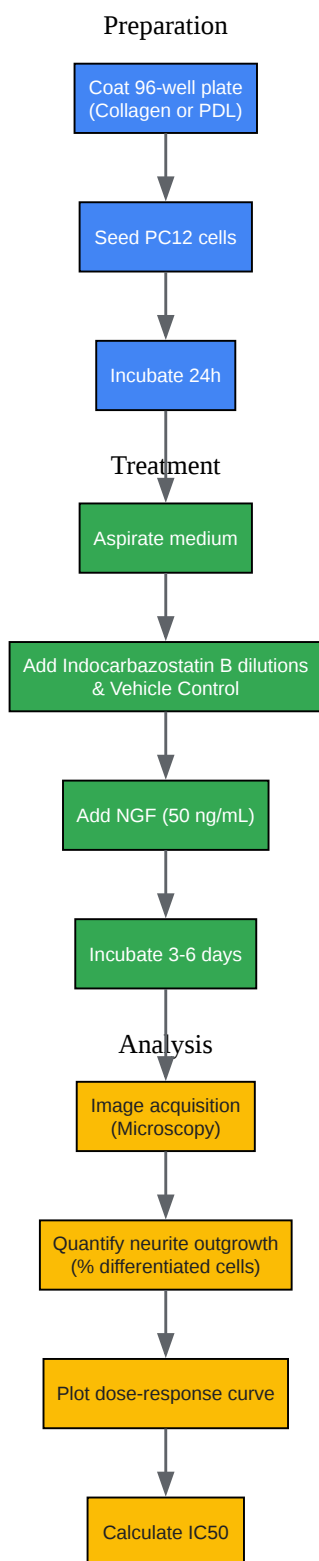 Preparation
Coat 96-well plate
(Collagen or PDL)
Seed PC12 cells
Incubate 24h
Treatment
Aspirate medium
Add Indocarbazostatin B dilutions
& Vehicle Control
Add NGF (50 ng/mL)
Incubate 3-6 days
Analysis
Image acquisition
(Microscopy)
Quantify neurite outgrowth
(% differentiated cells)
Plot dose-response curve
Calculate IC50